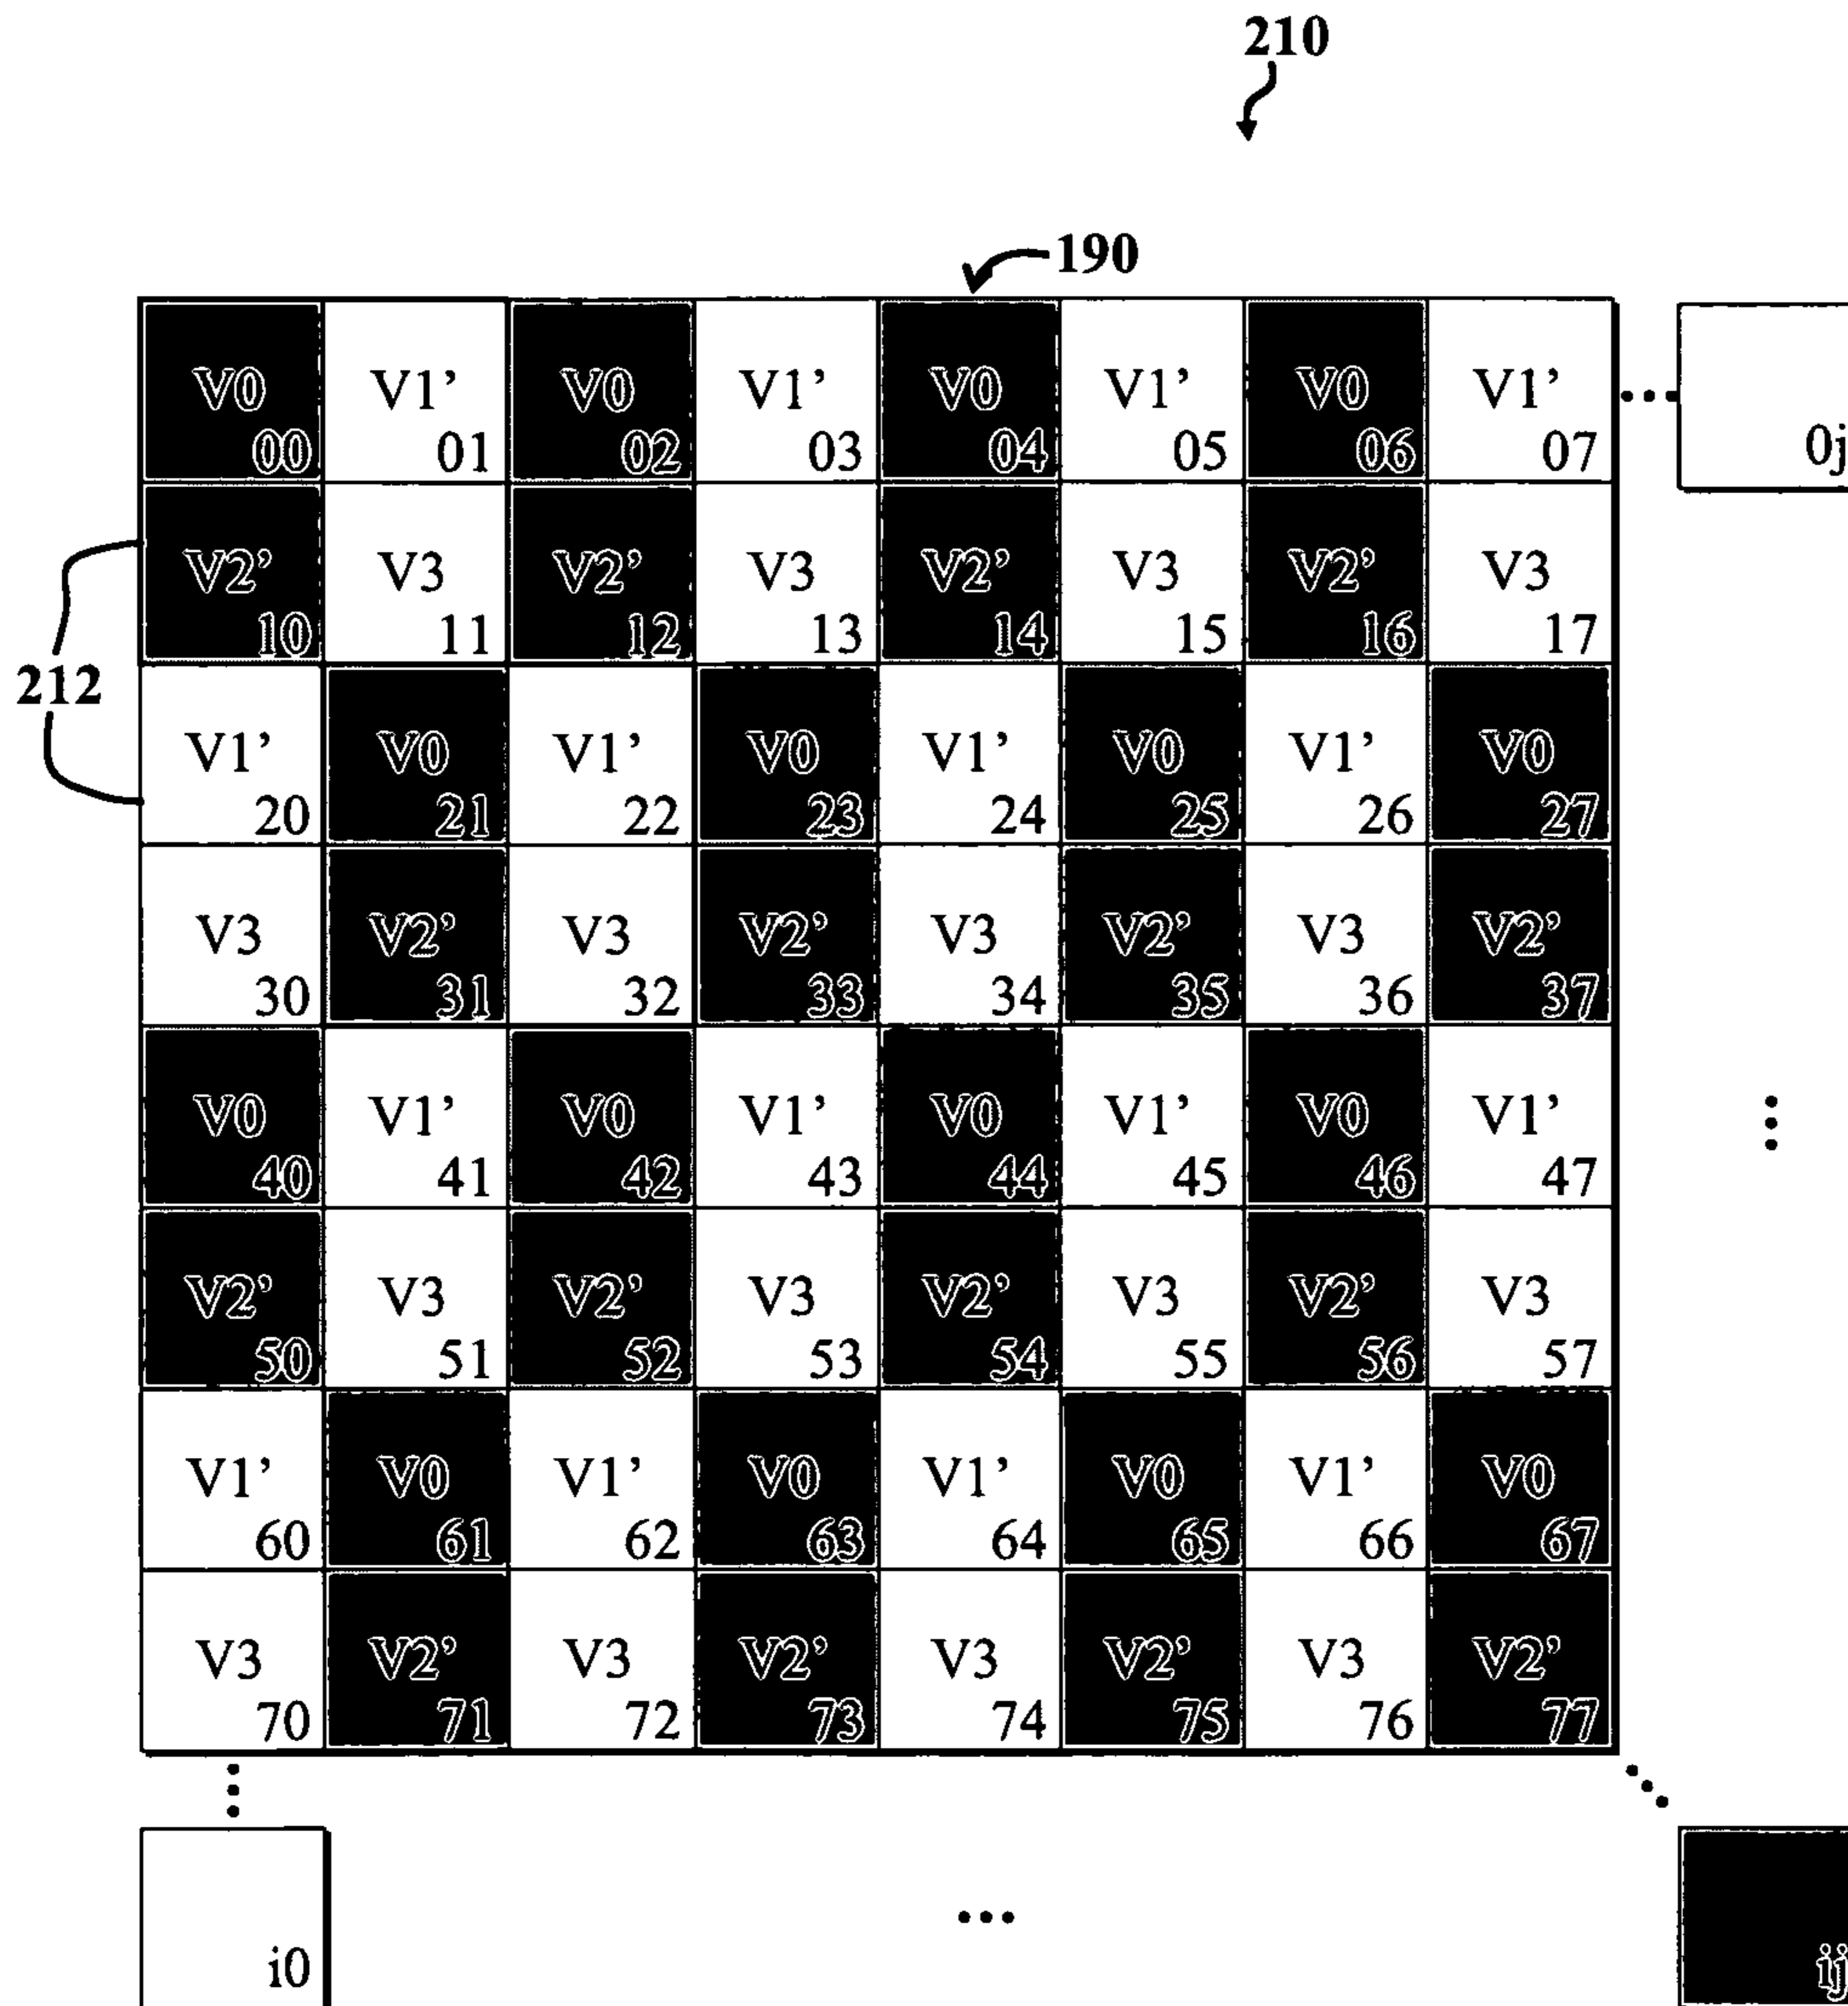 210
190
V0 V1’ V0 V1’ V0 V1’ V0 V1’
00 01 02 03 04 05 06 07 0j
V2’ V3 V2’ V3 V2’ V3 V2’ V3
10 11 12 13 14 15 16 17
212
V1’ V0 V1’ V0 V1’ V0 V1’ V0
20 21 22 23 24 25 26 27
V3 V2’ V3 V2’ V3 V2’ V3 V2’
30 31 32 33 34 35 36 37
V0 V1’ V0 V1’ V0 V1’ V0 V1’
40 41 42 43 44 45 46 47
V2’ V3 V2’ V3 V2’ V3 V2’ V3
50 51 52 53 54 55 56 57
V1’ V0 V1’ V0 V1’ V0 V1’ V0
60 61 62 63 64 65 66 67
V3 V2’ V3 V2’ V3 V2’ V3 V2’
70 71 72 73 74 75 76 77
i0 ij